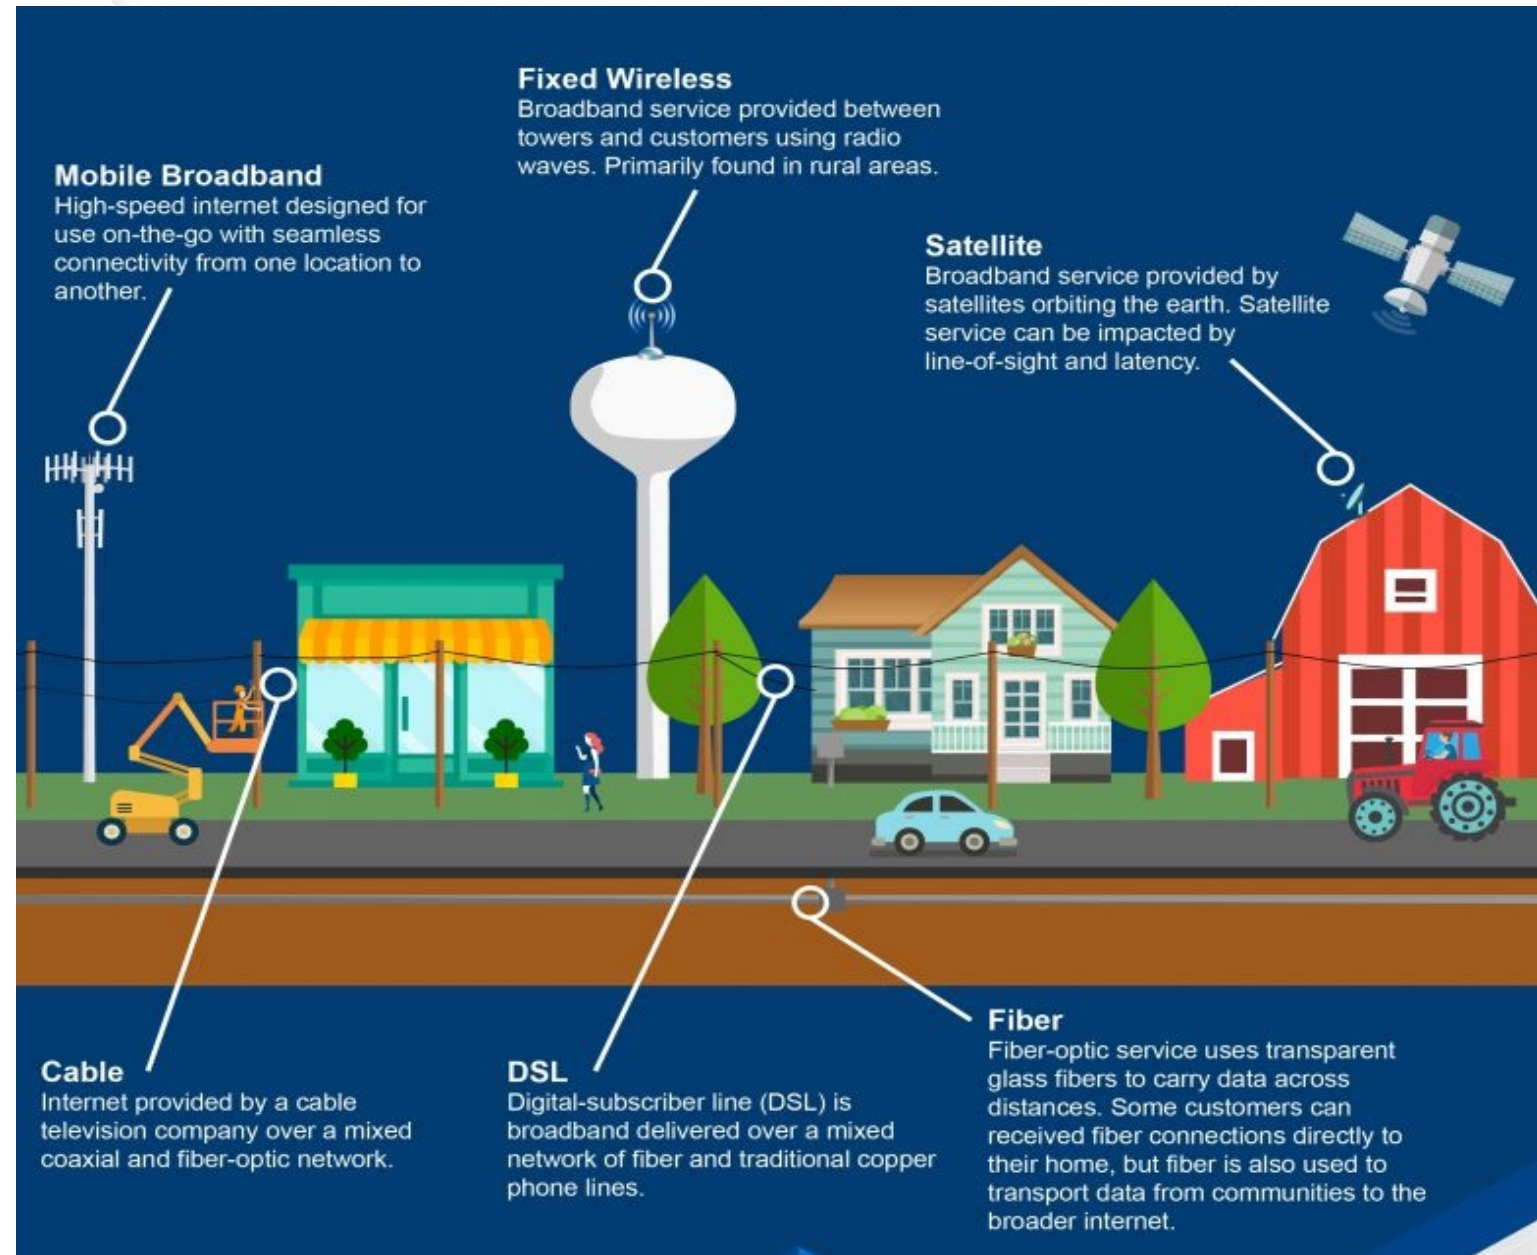 Fixed Wireless
Broadband service provided between
towers and customers using radio
waves. Primarily found in rural areas.
Mobile Broadband
High-speed internet designed for
use on-the-go with seamless
connectivity from one location to
another.
Satellite
Broadband service provided by
satellites orbiting the earth. Satellite
service can be impacted by
line-of-sight and latency.
Cable
Internet provided by a cable
television company over a mixed
coaxial and fiber-optic network.
DSL
Digital-subscriber line (DSL) is
broadband delivered over a mixed
network of fiber and traditional copper
phone lines.
Fiber
Fiber-optic service uses transparent
glass fibers to carry data across
distances. Some customers can
received fiber connections directly to
their home, but fiber is also used to
transport data from communities to the
broader internet.